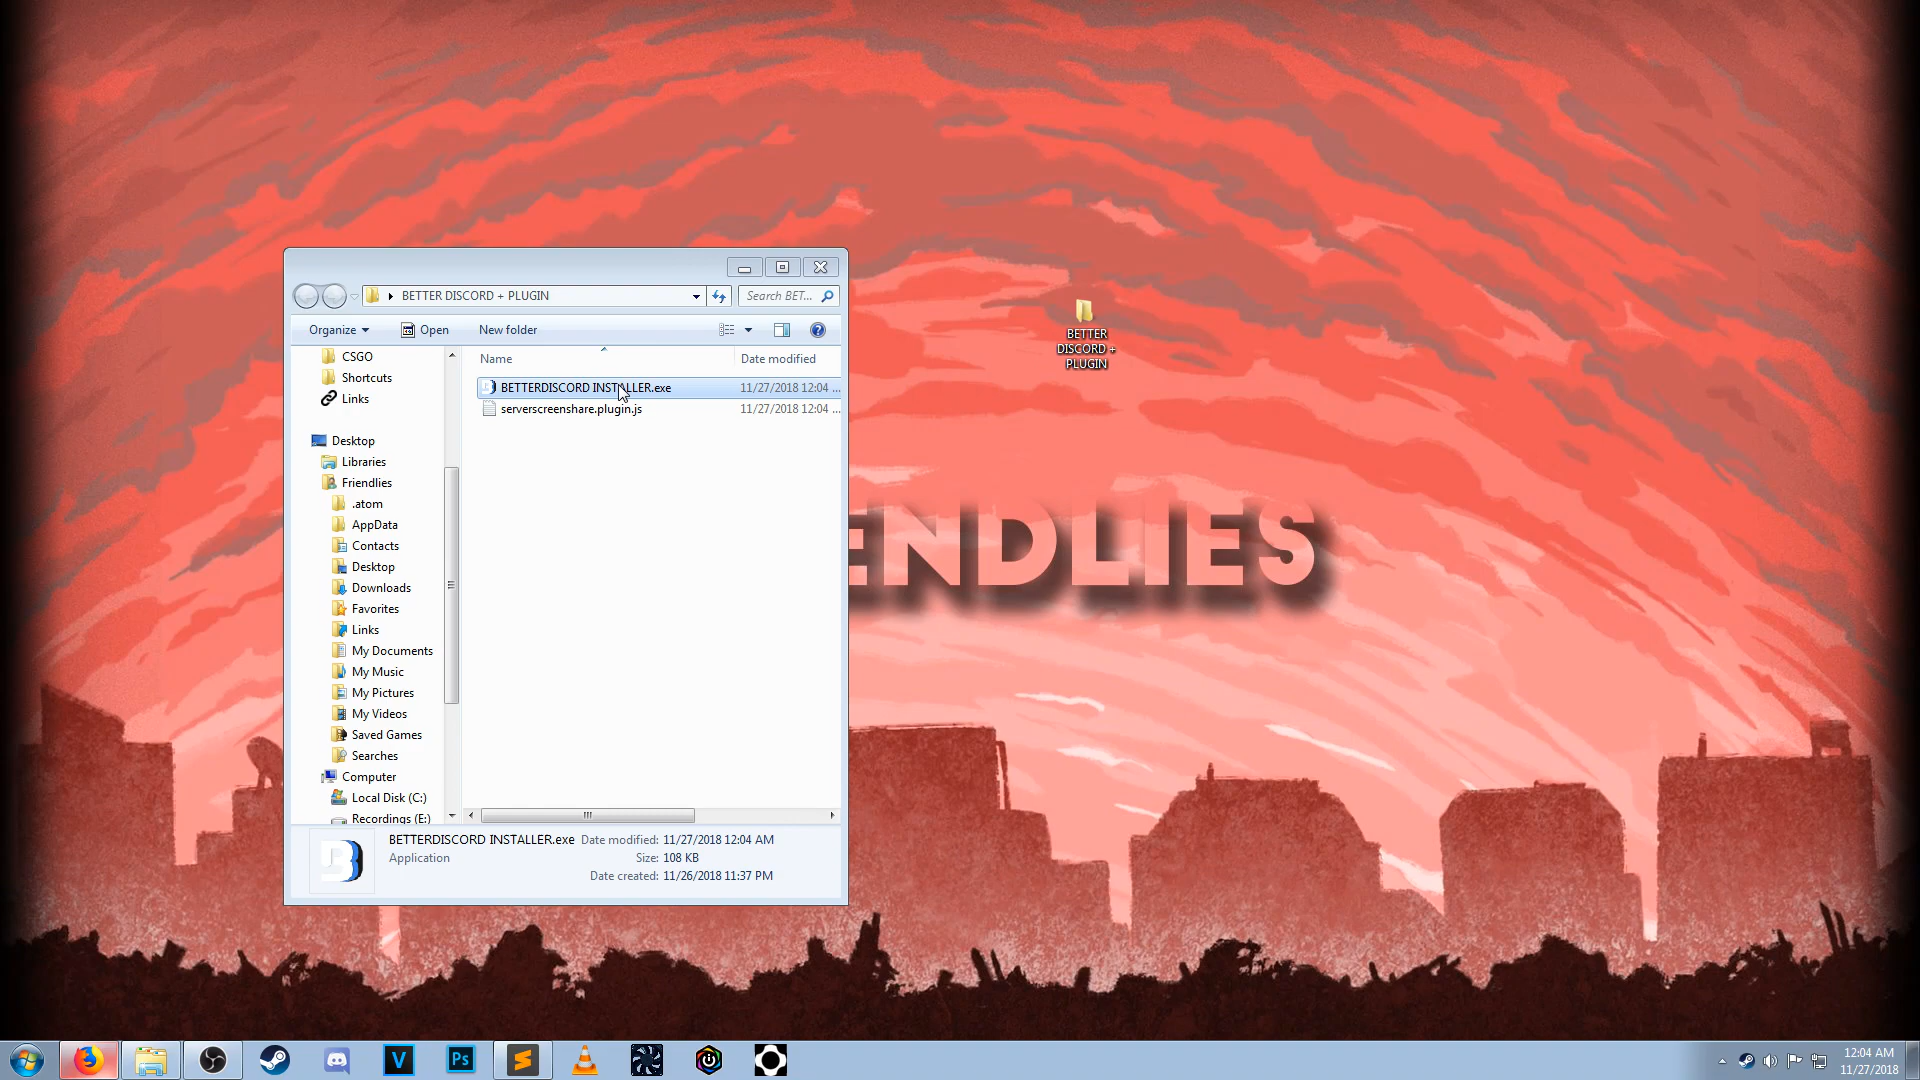 BETTER DISCORD + PLUGIN
Search BET...
Organize
Open
New folder
Name
Date modified
CSGO
Shortcuts
Links
Desktop
Libraries
Friendlies
.atom
AppData
Contacts
Desktop
Downloads
Favorites
Links
My Documents
My Music
My Pictures
My Videos
Saved Games
Searches
Computer
Local Disk (C:)
Recordings (E:)
BETTERDISCORD INSTALLER.exe
11/27/2018 12:04 ...
serverscreenshare.plugin.js
11/27/2018 12:04 ...
BETTERDISCORD INSTALLER.exe
Date modified: 11/27/2018 12:04 AM
Application
Size: 108 KB
Date created: 11/26/2018 11:37 PM
BETTER
DISCORD +
PLUGIN
ENDLIES
V
Ps
12:04 AM
11/27/2018